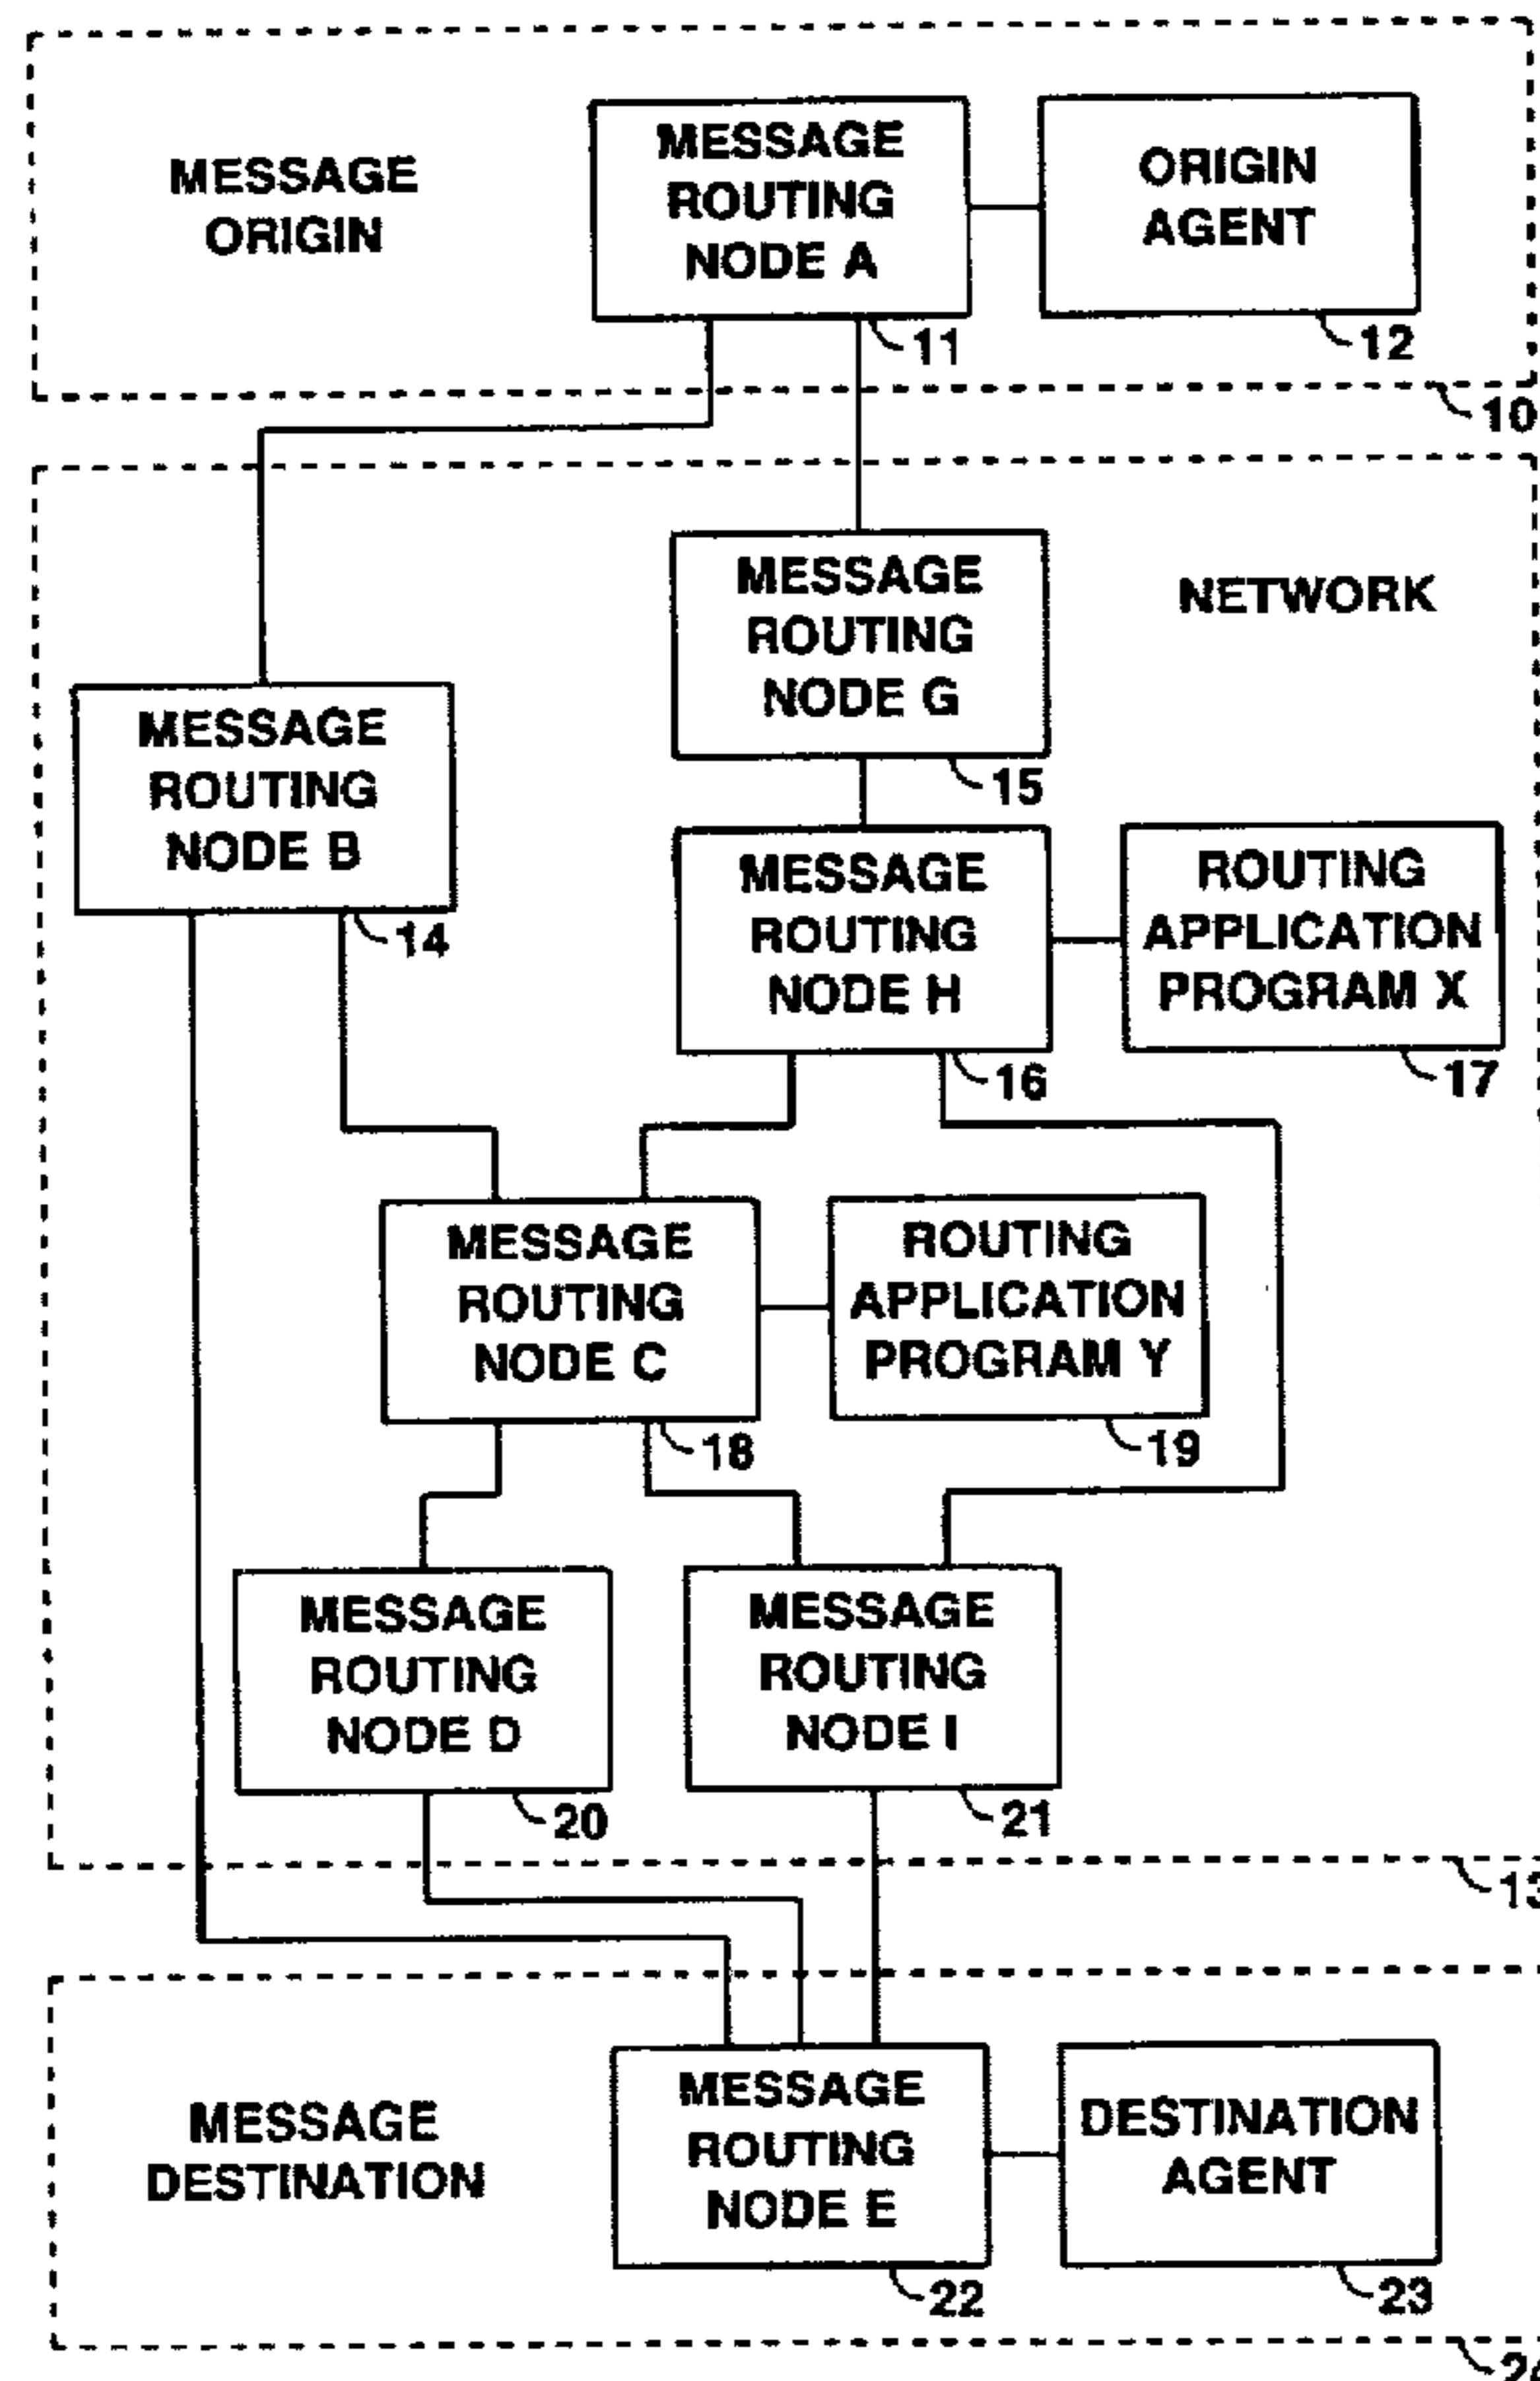 MESSAGE
ORIGIN
MESSAGE
ROUTING
NODE A
ORIGIN
AGENT
11
12
10
NETWORK
MESSAGE
ROUTING
NODE G
15
MESSAGE
ROUTING
NODE B
14
MESSAGE
ROUTING
NODE H
16
ROUTING
APPLICATION
PROGRAM X
17
MESSAGE
ROUTING
NODE C
18
ROUTING
APPLICATION
PROGRAM Y
19
MESSAGE
ROUTING
NODE D
20
MESSAGE
ROUTING
NODE I
21
13
MESSAGE
DESTINATION
MESSAGE
ROUTING
NODE E
22
DESTINATION
AGENT
23